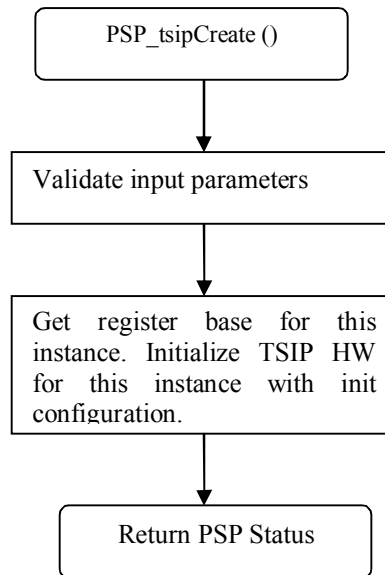 PSP_tsipCreate ()
Validate input parameters
Get register base for this
instance. Initialize TSIP HW
for this instance with init
configuration.
Return PSP Status